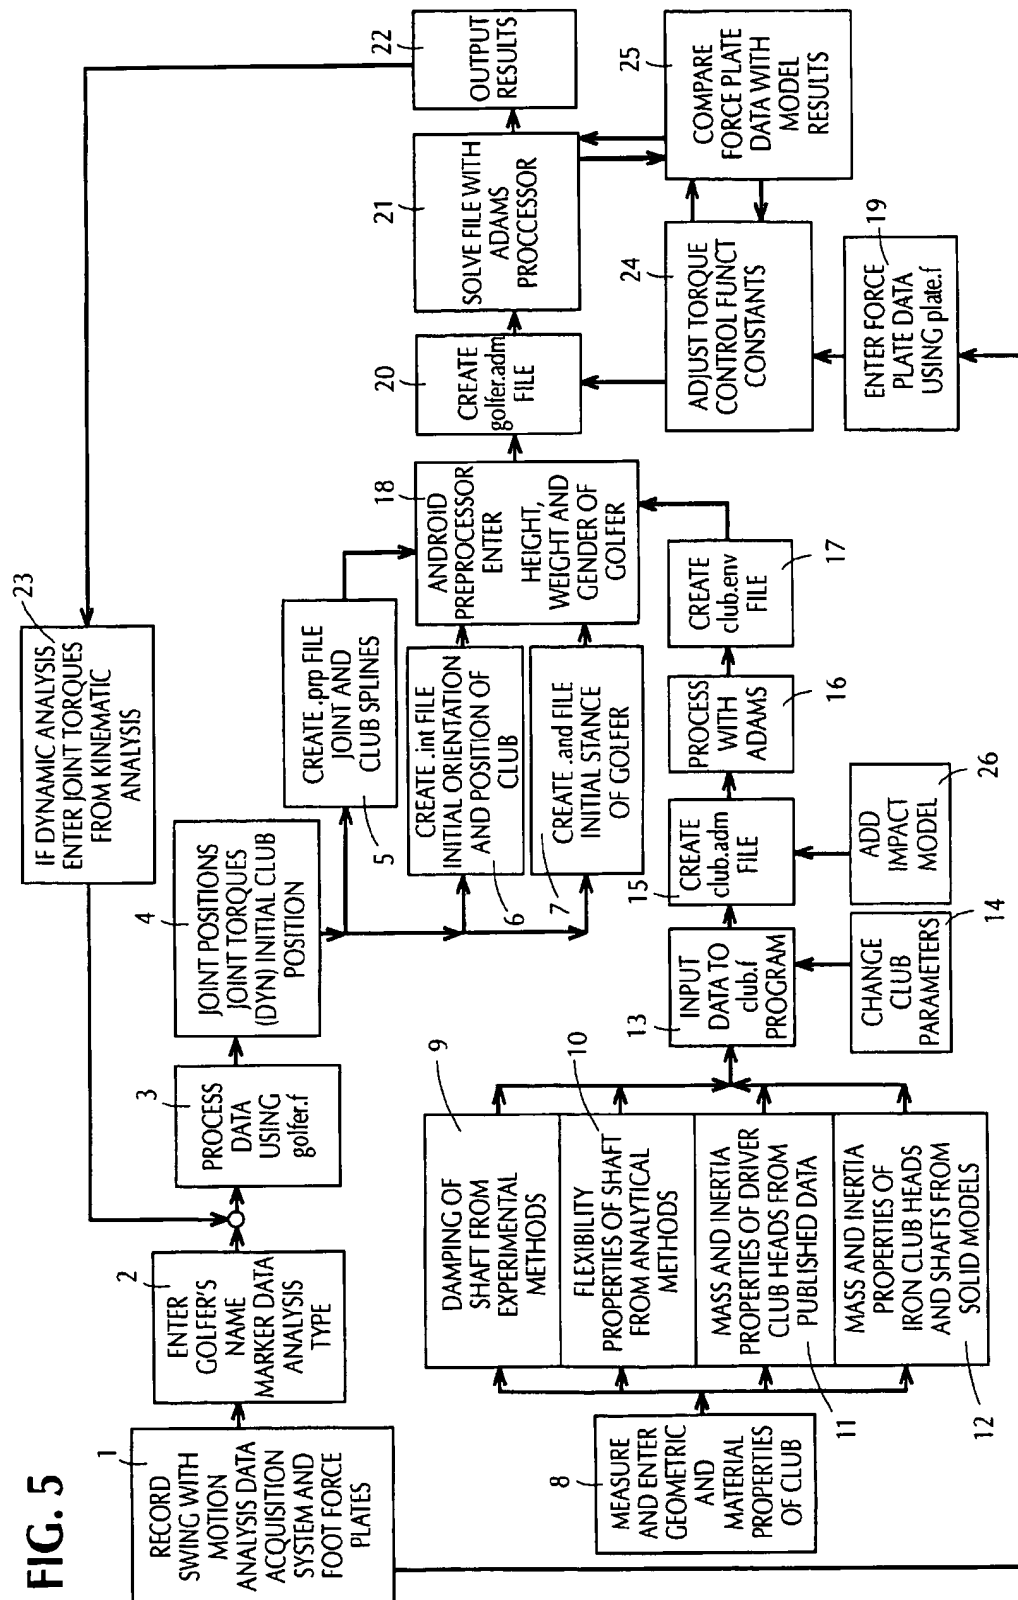 FIG. 5
1
RECORD
SWING WITH
MOTION
ANALYSIS DATA
ACQUISITION
SYSTEM AND
FOOT FORCE
PLATES
2
ENTER
GOLFER'S
NAME
MARKER DATA
ANALYSIS
TYPE
3
PROCESS
DATA
USING
golfer.f
4
JOINT POSITIONS
JOINT TORQUES
(DYN) INITIAL CLUB
POSITION
23
IF DYNAMIC ANALYSIS
ENTER JOINT TORQUES
FROM KINEMATIC
ANALYSIS
CREATE .prp FILE
JOINT AND
CLUB SPLINES
5
CREATE .int FILE
INITIAL ORIENTATION
AND POSITION OF
CLUB
6
7
CREATE .and FILE
INITIAL STANCE
OF GOLFER
8
MEASURE
AND ENTER
GEOMETRIC
AND
MATERIAL
PROPERTIES
OF CLUB
9
DAMPING OF
SHAFT FROM
EXPERIMENTAL
METHODS
10
FLEXIBILITY
PROPERTIES OF SHAFT
FROM ANALYTICAL
METHODS
MASS AND INERTIA
PROPERTIES OF DRIVER
CLUB HEADS FROM
PUBLISHED DATA
11
MASS AND INERTIA
PROPERTIES OF
IRON CLUB HEADS
AND SHAFTS FROM
SOLID MODELS
12
13
INPUT
DATA TO
club.f
PROGRAM
CHANGE
CLUB
PARAMETERS
14
15
CREATE
club.adm
FILE
ADD
IMPACT
MODEL
26
PROCESS
WITH
ADAMS
16
CREATE
club.env
FILE
17
18
ANDROID
PREPROCESSOR
ENTER
HEIGHT,
WEIGHT AND
GENDER OF
GOLFER
20
CREATE
golfer.adm
FILE
21
SOLVE FILE WITH
ADAMS
PROCCESSOR
22
OUTPUT
RESULTS
24
ADJUST TORQUE
CONTROL FUNCT
CONSTANTS
25
COMPARE
FORCE PLATE
DATA WITH
MODEL
RESULTS
19
ENTER FORCE
PLATE DATA
USING plate.f